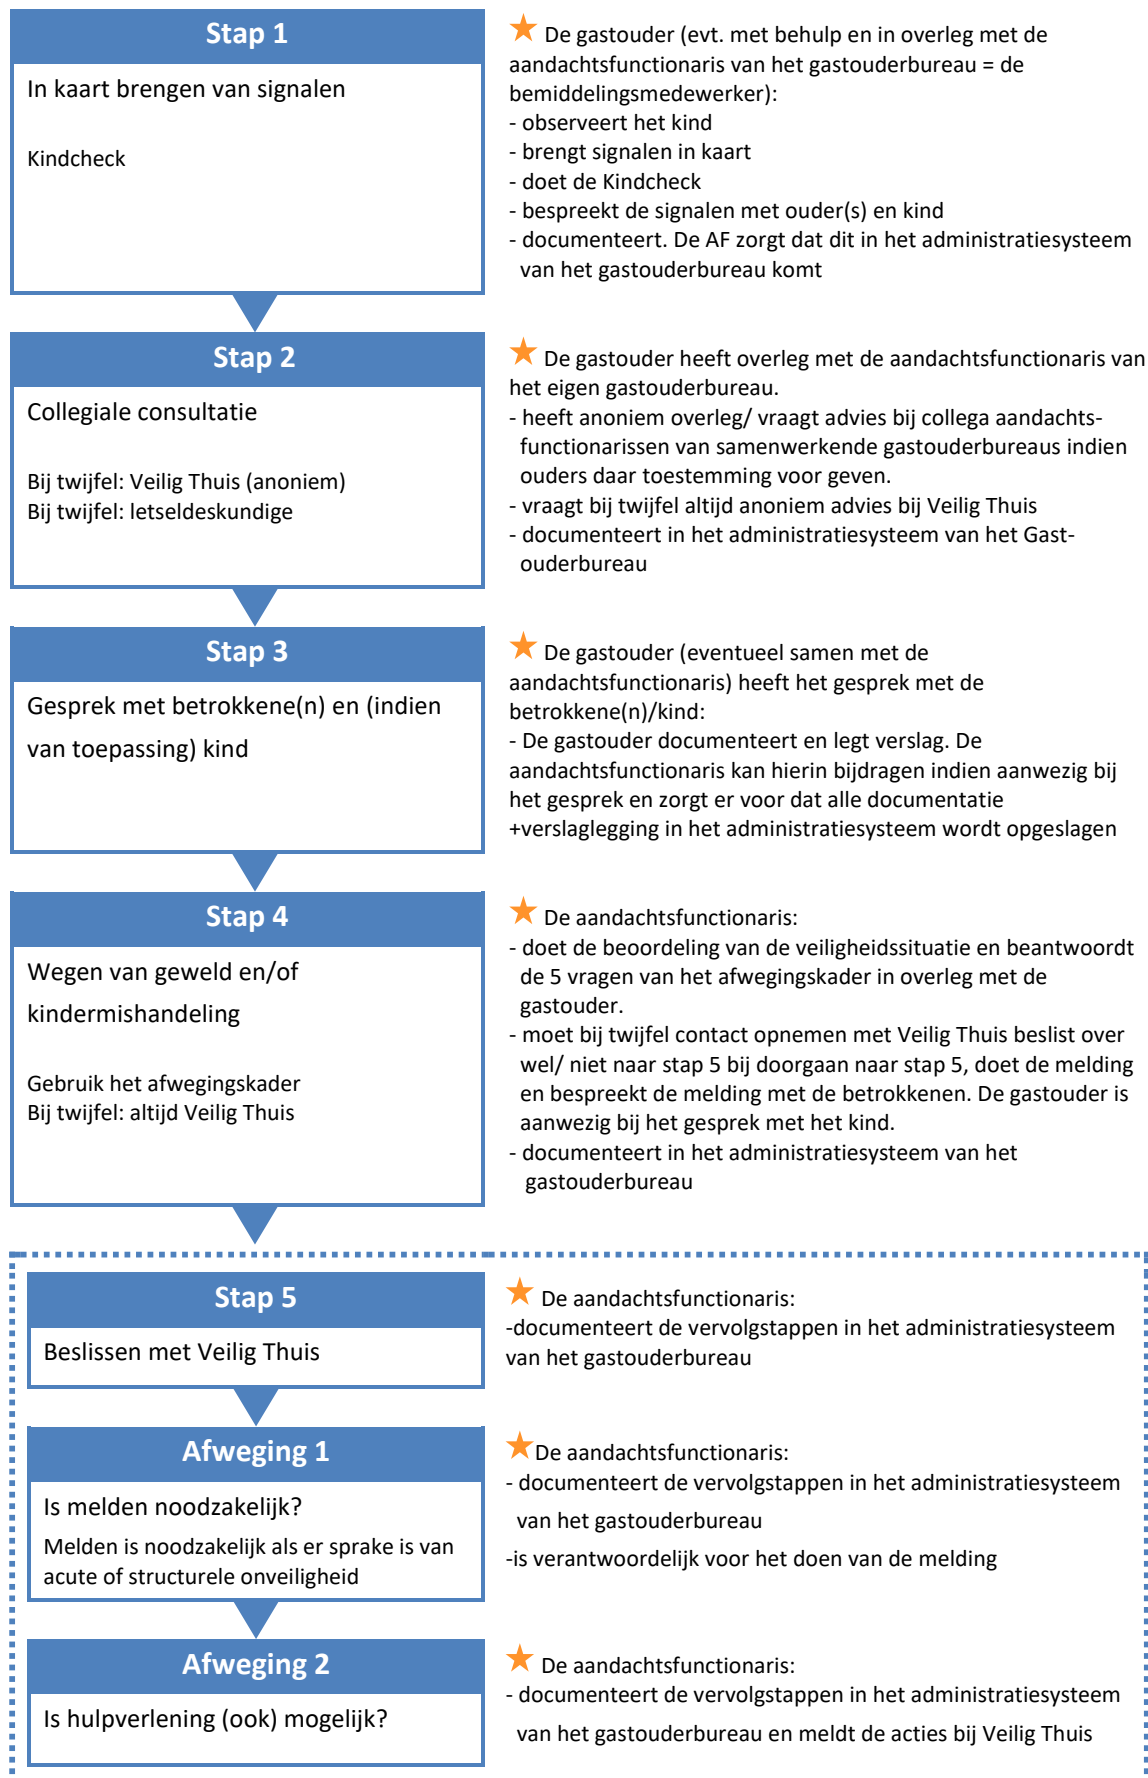 Stap 1
In kaart brengen van signalen
Kindcheck
De gastouder (evt. met behulp en in overleg met de
aandachtsfunctionaris van het gastouderbureau = de
bemiddelingsmedewerker):
- observeert het kind
- brengt signalen in kaart
- doet de Kindcheck
- bespreekt de signalen met ouder(s) en kind
- documenteert. De AF zorgt dat dit in het administratiesysteem
van het gastouderbureau komt
Stap 2
Collegiale consultatie
Bij twijfel: Veilig Thuis (anoniem)
Bij twijfel: letseldeskundige
De gastouder heeft overleg met de aandachtsfunctionaris van
het eigen gastouderbureau.
- heeft anoniem overleg/ vraagt advies bij collega aandachts-
functionarissen van samenwerkende gastouderbureaus indien
ouders daar toestemming voor geven.
- vraagt bij twijfel altijd anoniem advies bij Veilig Thuis
- documenteert in het administratiesysteem van het Gast-
ouderbureau
Stap 3
Gesprek met betrokkene(n) en (indien
van toepassing) kind
De gastouder (eventueel samen met de
aandachtsfunctionaris) heeft het gesprek met de
betrokkene(n)/kind:
- De gastouder documenteert en legt verslag. De
aandachtsfunctionaris kan hierin bijdragen indien aanwezig bij
het gesprek en zorgt er voor dat alle documentatie
+verslaglegging in het administratiesysteem wordt opgeslagen
Stap 4
Wegen van geweld en/of
kindermishandeling
Gebruik het afwegingskader
Bij twijfel: altijd Veilig Thuis
De aandachtsfunctionaris:
- doet de beoordeling van de veiligheidssituatie en beantwoordt
de 5 vragen van het afwegingskader in overleg met de
gastouder.
- moet bij twijfel contact opnemen met Veilig Thuis beslist over
wel/ niet naar stap 5 bij doorgaan naar stap 5, doet de melding
en bespreekt de melding met de betrokkenen. De gastouder is
aanwezig bij het gesprek met het kind.
- documenteert in het administratiesysteem van het
gastouderbureau
Stap 5
Beslissen met Veilig Thuis
De aandachtsfunctionaris:
-documenteert de vervolgstappen in het administratiesysteem
van het gastouderbureau
Afweging 1
Is melden noodzakelijk?
Melden is noodzakelijk als er sprake is van
acute of structurele onveiligheid
De aandachtsfunctionaris:
- documenteert de vervolgstappen in het administratiesysteem
van het gastouderbureau
-is verantwoordelijk voor het doen van de melding
Afweging 2
Is hulpverlening (ook) mogelijk?
De aandachtsfunctionaris:
- documenteert de vervolgstappen in het administratiesysteem
van het gastouderbureau en meldt de acties bij Veilig Thuis